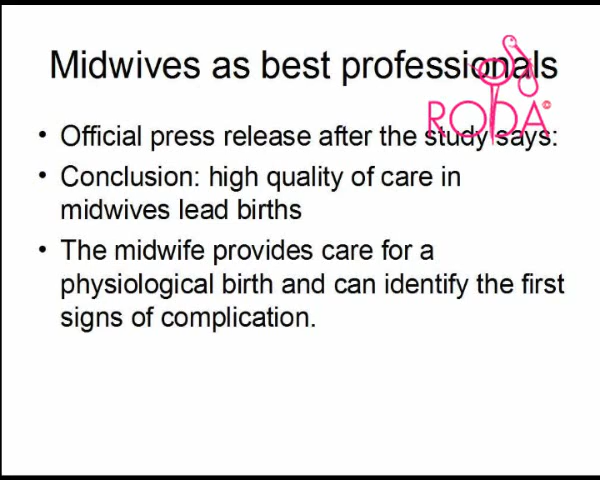 Midwives as best professionals
RODA©
• Official press release after the study says:
• Conclusion: high quality of care in
midwives lead births
• The midwife provides care for a
physiological birth and can identify the first
signs of complication.